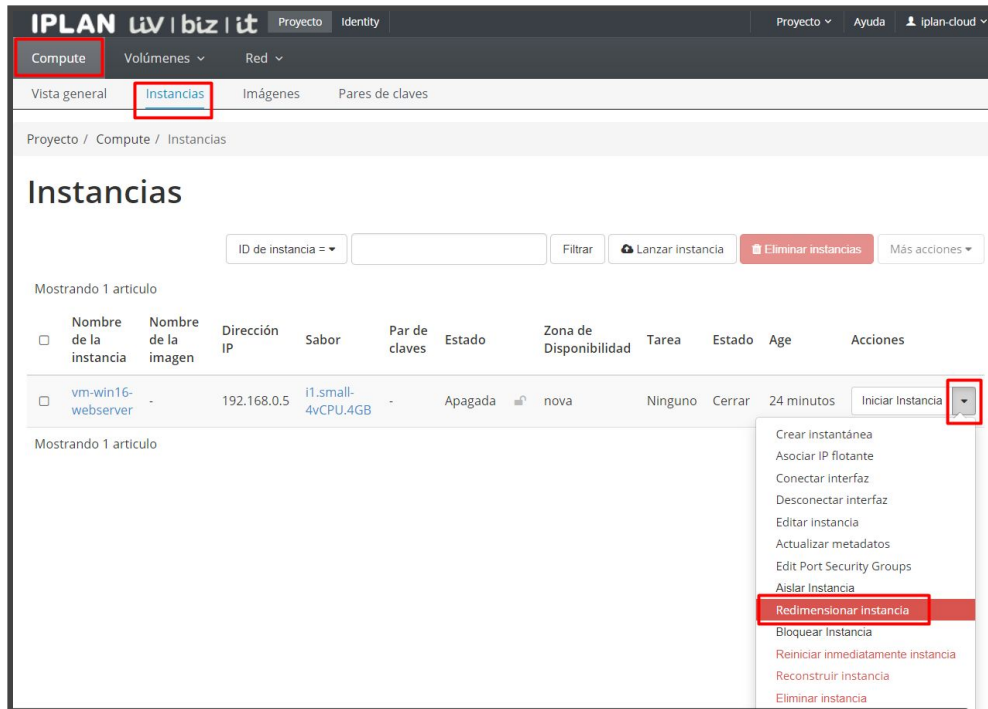 IPLAN liv | biz | it Proyecto Identity Proyecto Ayuda iplan-cloud
Compute Volúmenes Red
Vista general Instancias Imágenes Pares de claves
Proyecto / Compute / Instancias
Instancias
ID de instancia = Filtrar Lanzar instancia Eliminar instancias Más acciones
Mostrando 1 articulo
Nombre de la instancia Nombre de la imagen Dirección IP Sabor Par de claves Estado Zona de Disponibilidad Tarea Estado Age Acciones
vm-win16-webserver - 192.168.0.5 i1.small-4vCPU.4GB - Apagada nova Ninguno Cerrar 24 minutos Iniciar Instancia
Mostrando 1 articulo
Crear instantánea
Asociar IP flotante
Conectar interfaz
Desconectar interfaz
Editar instancia
Actualizar metadatos
Edit Port Security Groups
Aislar Instancia
Redimensionar instancia
Bloquear Instancia
Reiniciar inmediatamente instancia
Reconstruir instancia
Eliminar instancia